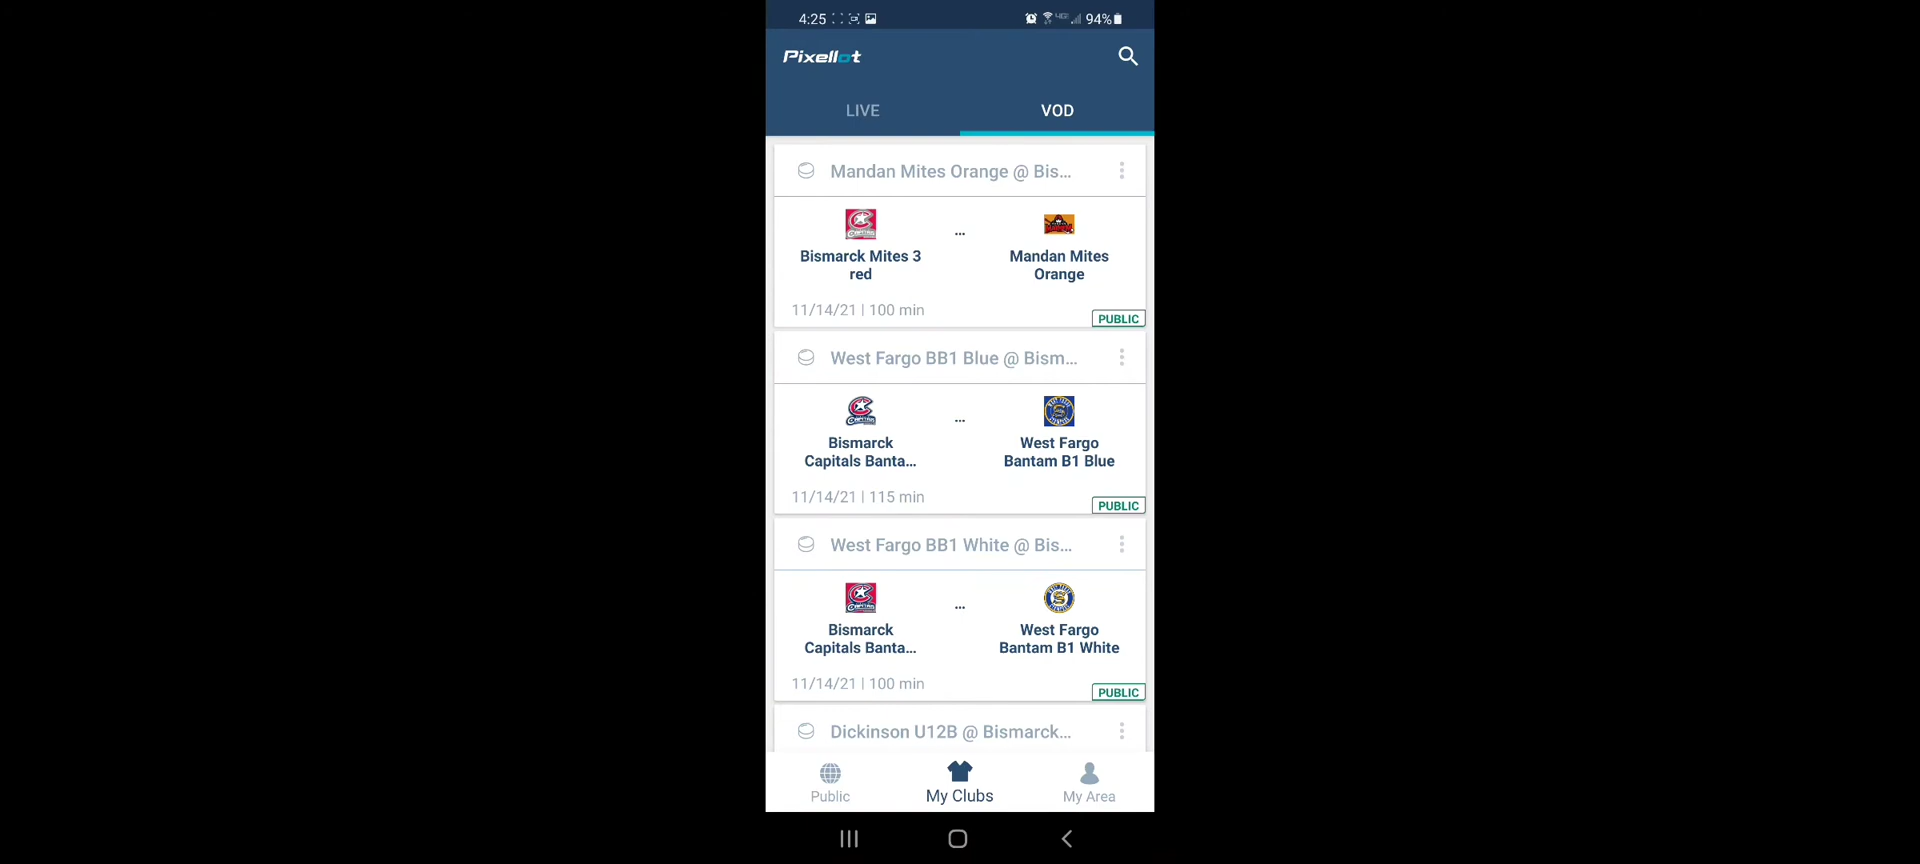 4:25 94%
Pixellot
LIVE VOD
Mandan Mites Orange @ Bis...
...
Bismarck Mites 3 red
Mandan Mites Orange
11/14/21 | 100 min
PUBLIC
West Fargo BB1 Blue @ Bism...
...
Bismarck Capitals Banta...
West Fargo Bantam B1 Blue
11/14/21 | 115 min
PUBLIC
West Fargo BB1 White @ Bis...
...
Bismarck Capitals Banta...
West Fargo Bantam B1 White
11/14/21 | 100 min
PUBLIC
Dickinson U12B @ Bismarck...
Public My Clubs My Area